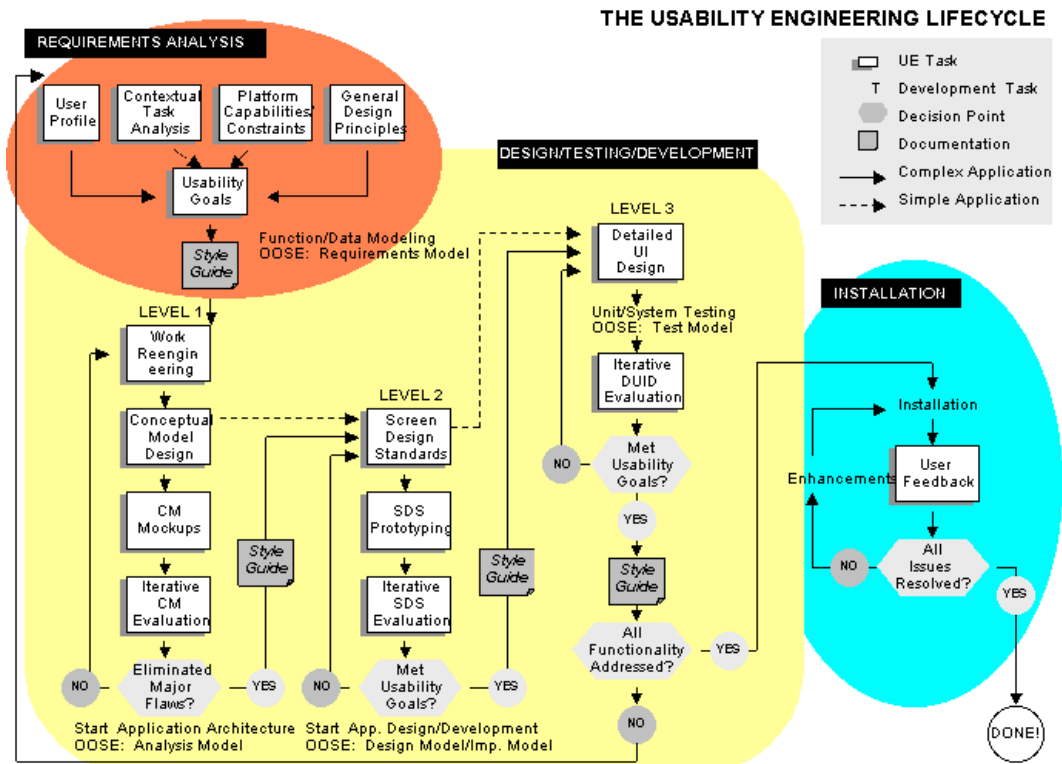 THE USABILITY ENGINEERING LIFECYCLE
REQUIREMENTS ANALYSIS
UE Task
T Development Task
Decision Point
Documentation
Complex Application
Simple Application
User
Profile
Contextual
Task
Analysis
Platform
Capabilities/
Constraints
General
Design
Principles
Usability
Goals
Style
Guide
Function/Data Modeling
OOSE: Requirements Model
DESIGN/TESTING/DEVELOPMENT
LEVEL 1
Work
Reengin
eering
Conceptual
Model
Design
CM
Mockups
Iterative
CM
Evaluation
Eliminated
Major
Flaws?
NO
YES
Style
Guide
Start Application Architecture
OOSE: Analysis Model
LEVEL 2
Screen
Design
Standards
SDS
Prototyping
Iterative
SDS
Evaluation
Met
Usability
Goals?
NO
YES
Style
Guide
Start App. Design/Development
OOSE: Design Model/Imp. Model
LEVEL 3
Detailed
UI
Design
Unit/System Testing
OOSE: Test Model
Iterative
DUID
Evaluation
Met
Usability
Goals?
NO
YES
Style
Guide
All
Functionality
Addressed?
YES
NO
INSTALLATION
Installation
User
Feedback
Enhancements
All
Issues
Resolved?
NO
YES
DONE!